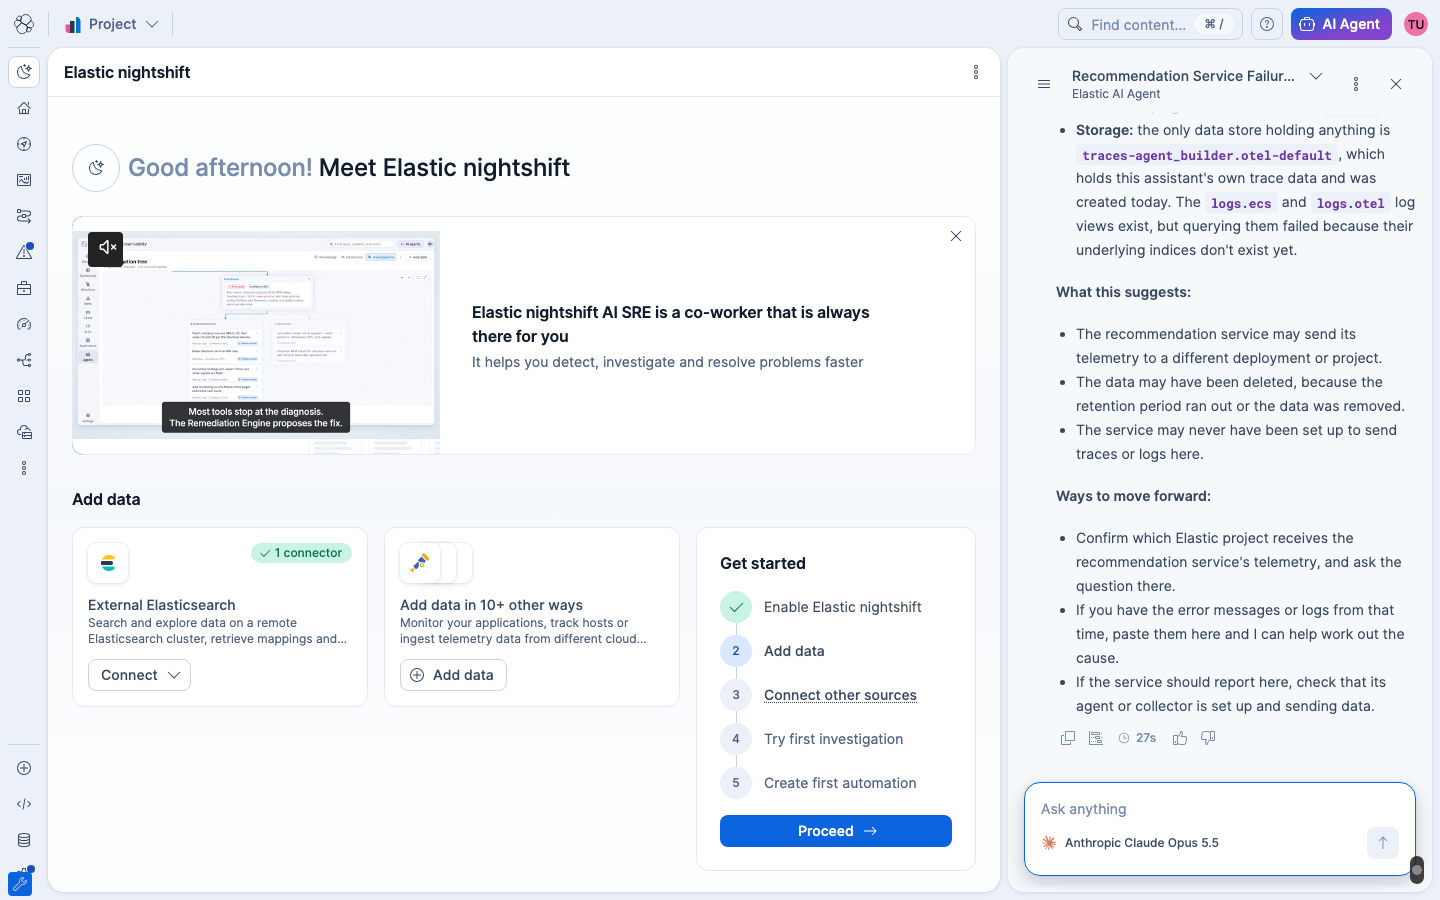 Project
Find content...
⌘ /
AI Agent
TU
Elastic nightshift
Good afternoon! Meet Elastic nightshift
Most tools stop at the diagnosis.
The Remediation Engine proposes the fix.
Elastic nightshift AI SRE is a co-worker that is always
there for you
It helps you detect, investigate and resolve problems faster
Add data
1 connector
External Elasticsearch
Search and explore data on a remote
Elasticsearch cluster, retrieve mappings and...
Connect
Add data in 10+ other ways
Monitor your applications, track hosts or
ingest telemetry data from different cloud...
Add data
Get started
Enable Elastic nightshift
2 Add data
3 Connect other sources
4 Try first investigation
5 Create first automation
Proceed
Recommendation Service Failur...
Elastic AI Agent
• Storage: the only data store holding anything is
traces-agent_builder.otel-default , which
holds this assistant's own trace data and was
created today. The logs.ecs and logs.otel log
views exist, but querying them failed because their
underlying indices don't exist yet.
What this suggests:
• The recommendation service may send its
telemetry to a different deployment or project.
• The data may have been deleted, because the
retention period ran out or the data was removed.
• The service may never have been set up to send
traces or logs here.
Ways to move forward:
• Confirm which Elastic project receives the
recommendation service's telemetry, and ask the
question there.
• If you have the error messages or logs from that
time, paste them here and I can help work out the
cause.
• If the service should report here, check that its
agent or collector is set up and sending data.
27s
Ask anything
Anthropic Claude Opus 5.5